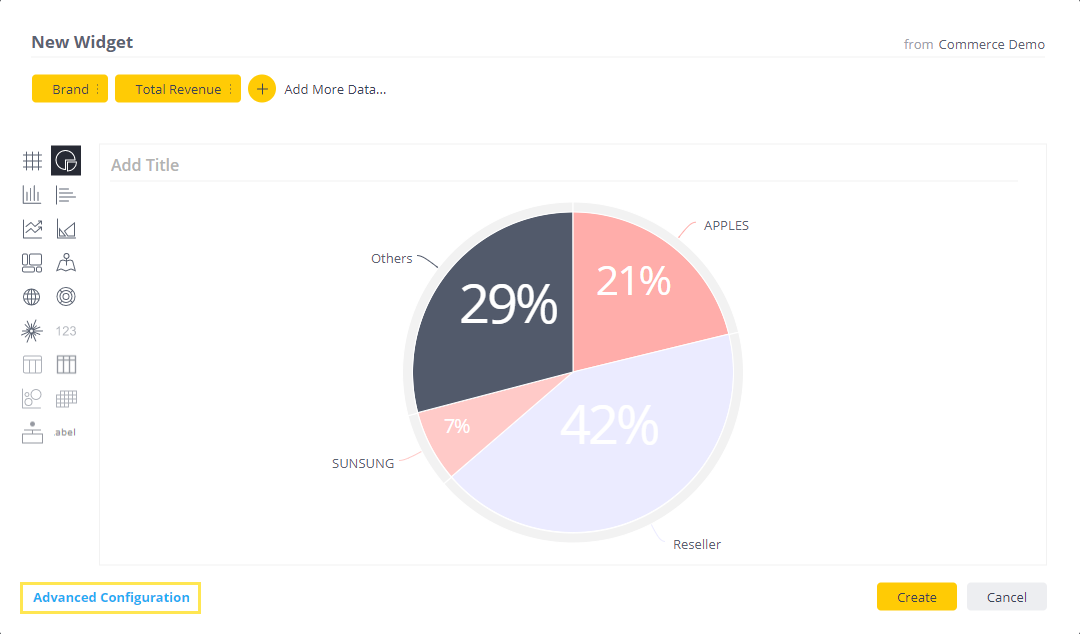 New Widget
from Commerce Demo
Brand
Total Revenue
Add More Data...
Add Title
APPLES
Others
21%
29%
42%
7%
SUNSUNG
Reseller
123
abel
Advanced Configuration
Create
Cancel